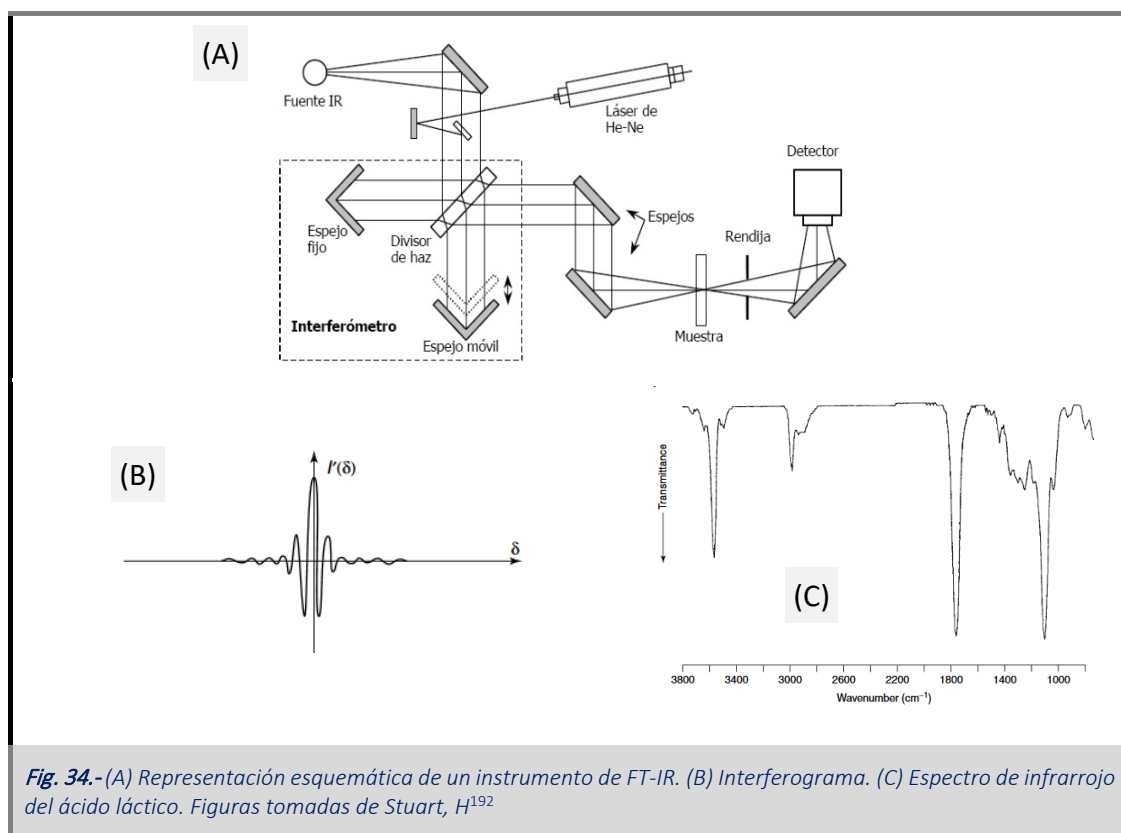 (A)
Fuente IR
Láser de
He-Ne
Detector
Espejo
fijo
Divisor
de haz
Espejos
Rendija
Interferómetro
Espejo móvil
Muestra
(B)
I′(δ)
δ
Transmittance
(C)
3800 3400 3000 2600 2200 1800 1400 1000
Wavenumber (cm⁻¹)
Fig. 34.- (A) Representación esquemática de un instrumento de FT-IR. (B) Interferograma. (C) Espectro de infrarrojo
del ácido láctico. Figuras tomadas de Stuart, H¹⁹²